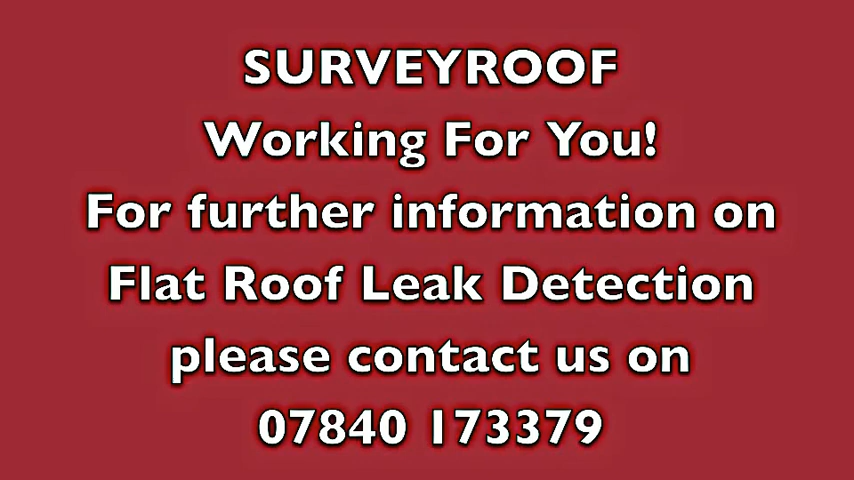 SURVEYROOF
Working For You!
For further information on
Flat Roof Leak Detection
please contact us on
07840 173379